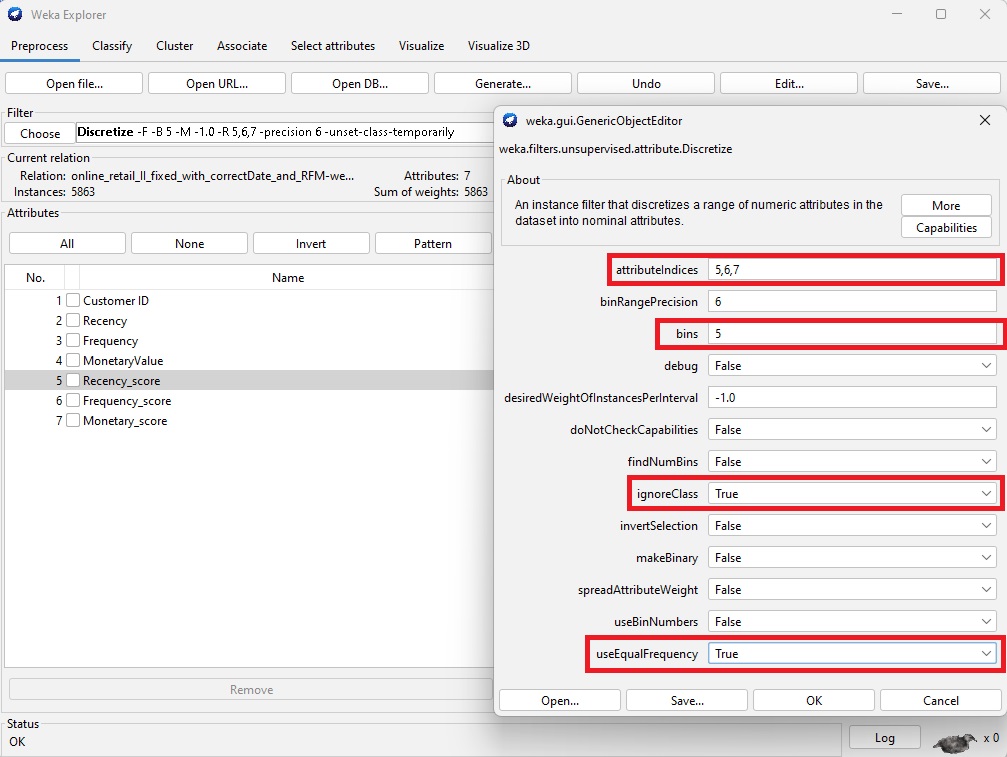 Weka Explorer
Preprocess Classify Cluster Associate Select attributes Visualize Visualize 3D
Open file... Open URL... Open DB... Generate... Undo Edit... Save...
Filter
Choose Discretize -F -B 5 -M -1.0 -R 5,6,7 -precision 6 -unset-class-temporarily
Current relation
Relation: online_retail_II_fixed_with_correctDate_and_RFM-we... Attributes: 7
Instances: 5863 Sum of weights: 5863
Attributes
All None Invert Pattern
No. Name
1 Customer ID
2 Recency
3 Frequency
4 MonetaryValue
5 Recency_score
6 Frequency_score
7 Monetary_score
Remove
Status
OK
Log x 0
weka.gui.GenericObjectEditor
weka.filters.unsupervised.attribute.Discretize
About
An instance filter that discretizes a range of numeric attributes in the
dataset into nominal attributes.
More
Capabilities
attributeIndices 5,6,7
binRangePrecision 6
bins 5
debug False
desiredWeightOfInstancesPerInterval -1.0
doNotCheckCapabilities False
findNumBins False
ignoreClass True
invertSelection False
makeBinary False
spreadAttributeWeight False
useBinNumbers False
useEqualFrequency True
Open... Save... OK Cancel